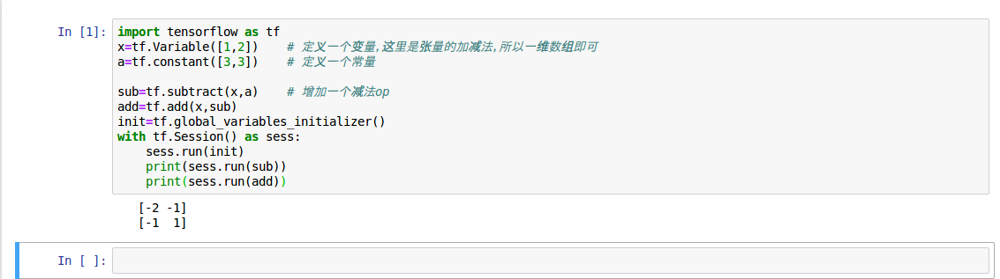 In [1]: import tensorflow as tf
x=tf.Variable([1,2])    # 定义一个变量,这里是张量的加减法,所以一维数组即可
a=tf.constant([3,3])    # 定义一个常量
sub=tf.subtract(x,a)    # 增加一个减法op
add=tf.add(x,sub)
init=tf.global_variables_initializer()
with tf.Session() as sess:
    sess.run(init)
    print(sess.run(sub))
    print(sess.run(add))
[-2 -1]
[-1  1]
In [ ]: